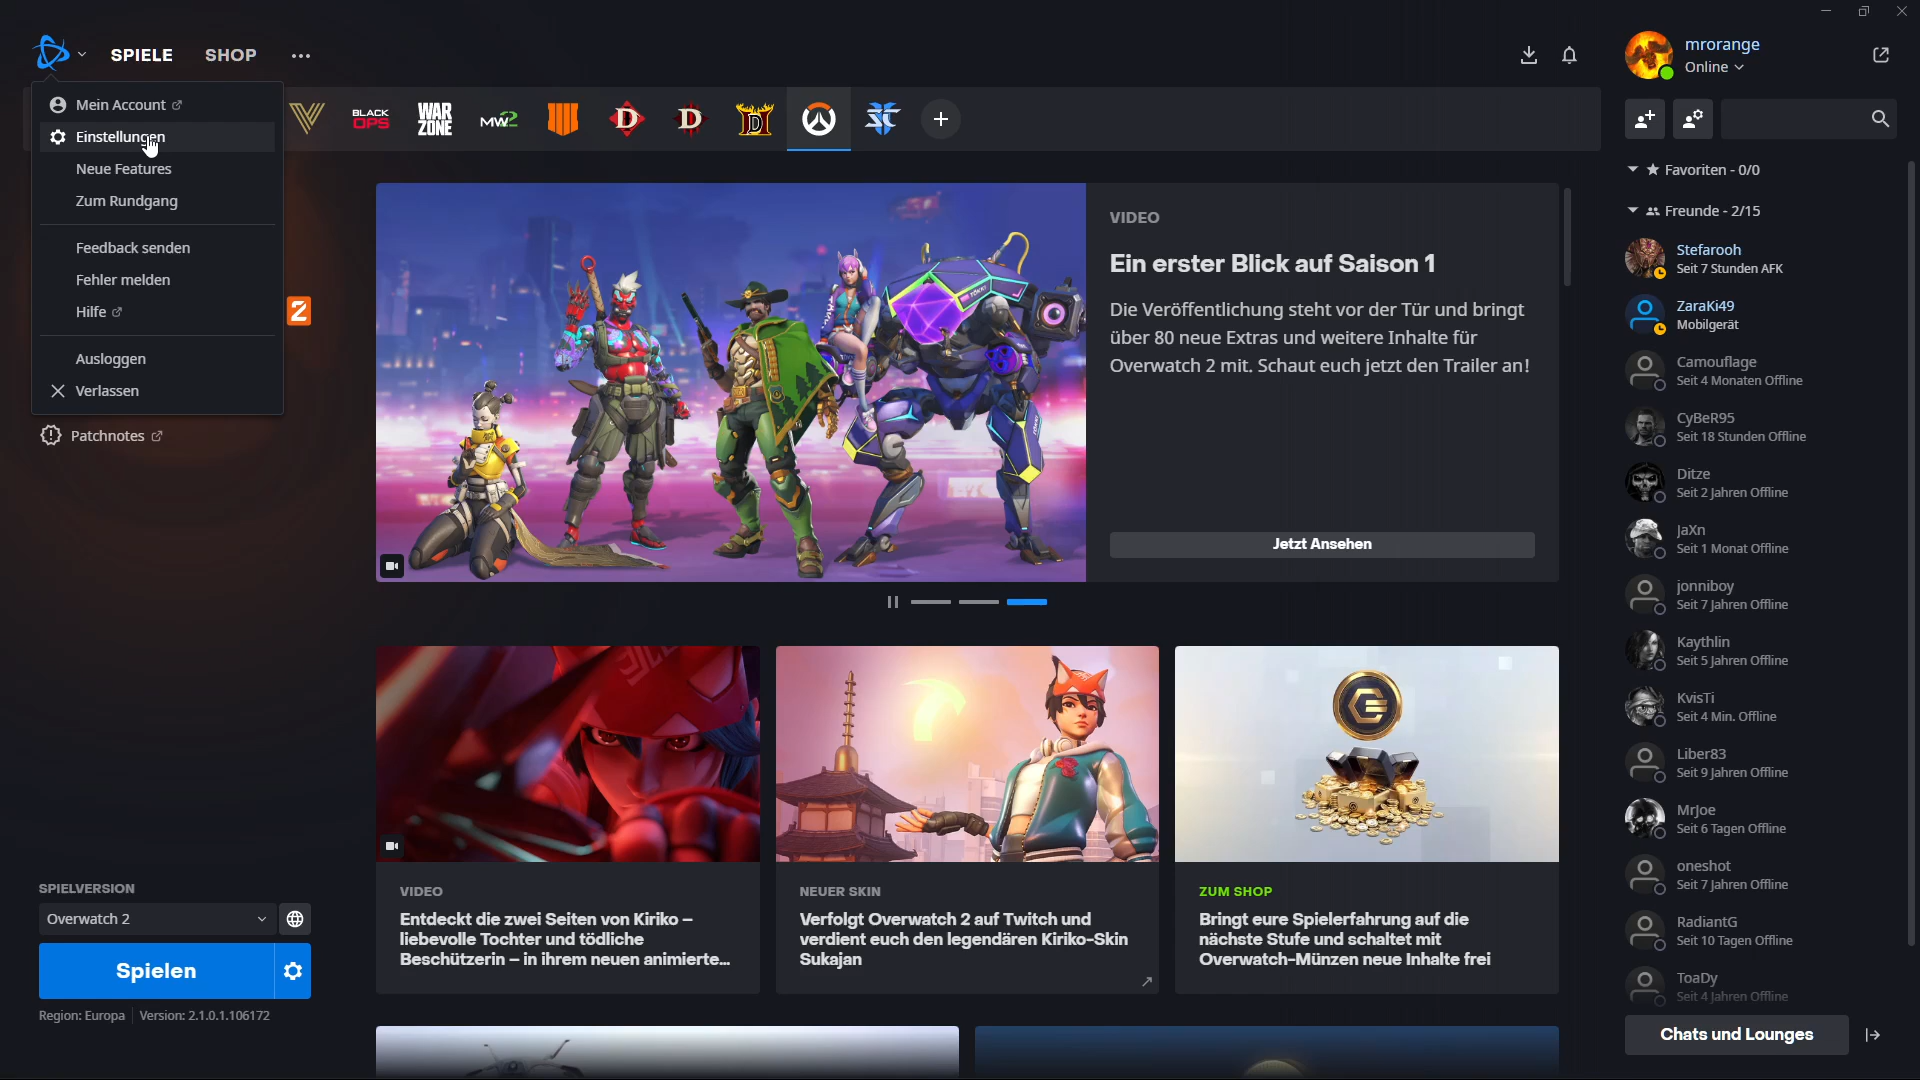 SPIELE
SHOP
mrorange
Online
Mein Account
Einstellungen
Neue Features
Zum Rundgang
Feedback senden
Fehler melden
Hilfe
Ausloggen
Verlassen
Patchnotes
BLACK
OPS
WAR
ZONE
MW2
VIDEO
Ein erster Blick auf Saison 1
Die Veröffentlichung steht vor der Tür und bringt
über 80 neue Extras und weitere Inhalte für
Overwatch 2 mit. Schaut euch jetzt den Trailer an!
Jetzt Ansehen
VIDEO
Entdeckt die zwei Seiten von Kiriko –
liebevolle Tochter und tödliche
Beschützerin – in ihrem neuen animierte...
NEUER SKIN
Verfolgt Overwatch 2 auf Twitch und
verdient euch den legendären Kiriko-Skin
Sukajan
ZUM SHOP
Bringt eure Spielerfahrung auf die
nächste Stufe und schaltet mit
Overwatch-Münzen neue Inhalte frei
SPIELVERSION
Overwatch 2
Spielen
Region: Europa
Version: 2.1.0.1.106172
Favoriten - 0/0
Freunde - 2/15
Stefarooh
Seit 7 Stunden AFK
ZaraKi49
Mobilgerät
Camouflage
Seit 4 Monaten Offline
CyBeR95
Seit 18 Stunden Offline
Ditze
Seit 2 Jahren Offline
JaXn
Seit 1 Monat Offline
jonniboy
Seit 7 Jahren Offline
Kaythlin
Seit 5 Jahren Offline
KvisTi
Seit 4 Min. Offline
Liber83
Seit 9 Jahren Offline
MrJoe
Seit 6 Tagen Offline
oneshot
Seit 7 Jahren Offline
RadiantG
Seit 10 Tagen Offline
ToaDy
Seit 4 Jahren Offline
Chats und Lounges